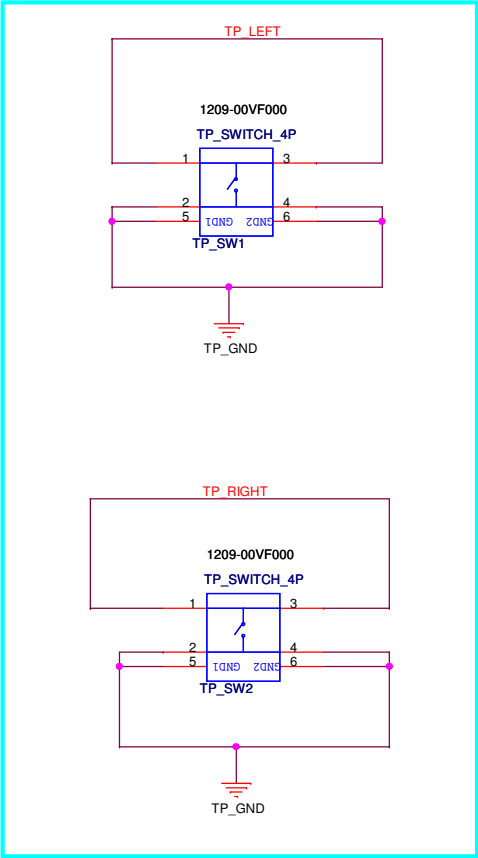 TP_LEFT
1209-00VF000
TP_SWITCH_4P
1 3
2 4
5 GND1 GND2 6
TP_SW1
TP_GND
TP_RIGHT
1209-00VF000
TP_SWITCH_4P
1 3
2 4
5 GND1 GND2 6
TP_SW2
TP_GND